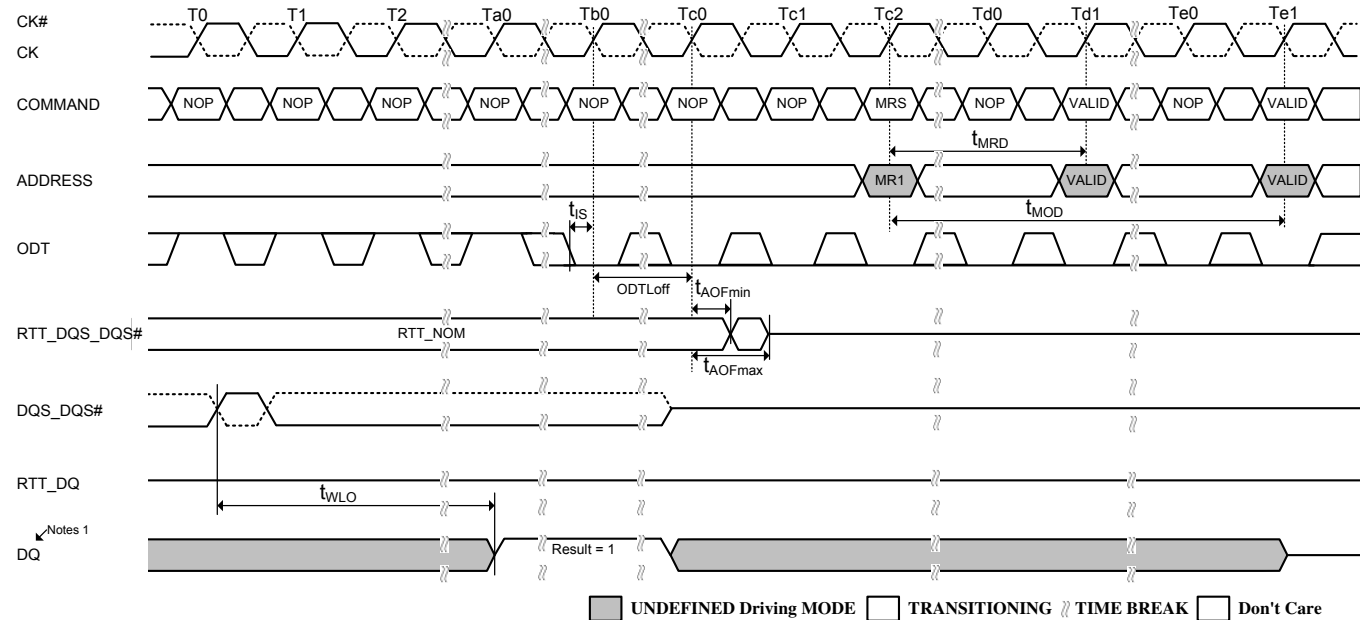 T0 T1 T2 Ta0 Tb0 Tc0 Tc1 Tc2 Td0 Td1 Te0 Te1
CK#
CK
COMMAND NOP NOP NOP NOP NOP NOP NOP MRS NOP VALID NOP VALID
tMRD
ADDRESS MR1 VALID VALID
tIS tMOD
ODT
ODTLoff tAOFmin
RTT_DQS_DQS# RTT_NOM
tAOFmax
DQS_DQS#
RTT_DQ
tWLO
Notes 1
DQ Result = 1
UNDEFINED Driving MODE TRANSITIONING TIME BREAK Don't Care